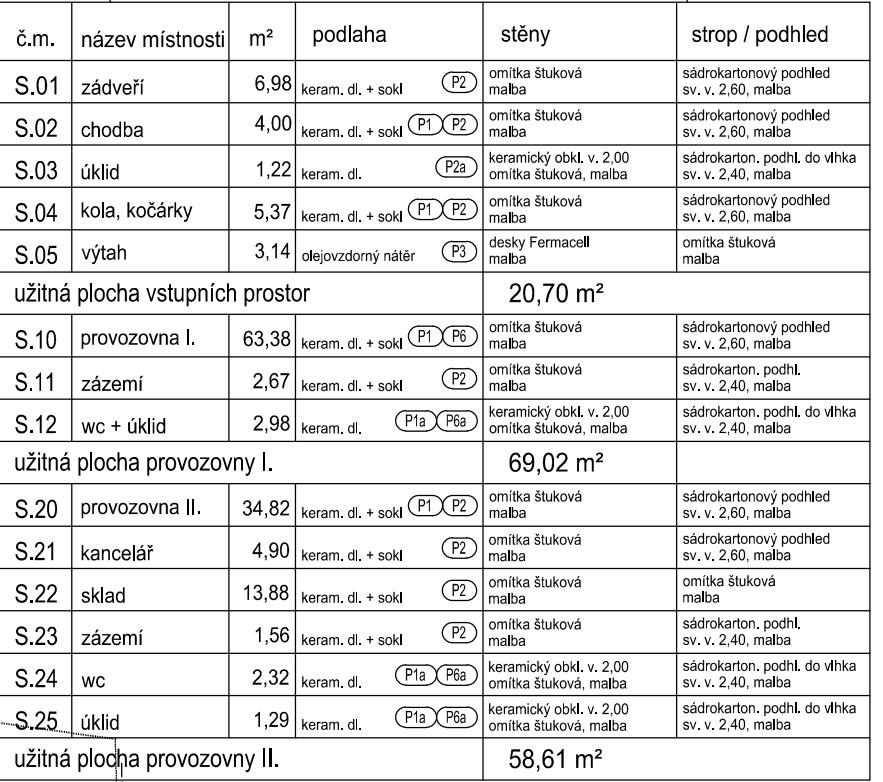 č.m. název místnosti m² podlaha stěny strop / podhled
S.01 zádveří 6,98 keram. dl. + sokl P2 omítka štuková sádrokartonový podhled
malba sv. v. 2,60, malba
S.02 chodba 4,00 keram. dl. + sokl P1 P2 omítka štuková sádrokartonový podhled
malba sv. v. 2,60, malba
S.03 úklid 1,22 keram. dl. P2a keramický obkl. v. 2,00 sádrokarton. podhl. do vlhka
omítka štuková, malba sv. v. 2,40, malba
S.04 kola, kočárky 5,37 keram. dl. + sokl P1 P2 omítka štuková sádrokartonový podhled
malba sv. v. 2,60, malba
S.05 výtah 3,14 olejovzdorný nátěr P3 desky Fermacell omítka štuková
malba malba
užitná plocha vstupních prostor 20,70 m²
S.10 provozovna I. 63,38 keram. dl. + sokl P1 P6 omítka štuková sádrokartonový podhled
malba sv. v. 2,60, malba
S.11 zázemí 2,67 keram. dl. + sokl P2 omítka štuková sádrokarton. podhl.
malba sv. v. 2,40, malba
S.12 wc + úklid 2,98 keram. dl. P1a P6a keramický obkl. v. 2,00 sádrokarton. podhl. do vlhka
omítka štuková, malba sv. v. 2,40, malba
užitná plocha provozovny I. 69,02 m²
S.20 provozovna II. 34,82 keram. dl. + sokl P1 P2 omítka štuková sádrokartonový podhled
malba sv. v. 2,60, malba
S.21 kancelář 4,90 keram. dl. + sokl P2 omítka štuková sádrokartonový podhled
malba sv. v. 2,60, malba
S.22 sklad 13,88 keram. dl. + sokl P2 omítka štuková omítka štuková
malba malba
S.23 zázemí 1,56 keram. dl. + sokl P2 omítka štuková sádrokarton. podhl.
malba sv. v. 2,40, malba
S.24 wc 2,32 keram. dl. P1a P6a keramický obkl. v. 2,00 sádrokarton. podhl. do vlhka
omítka štuková, malba sv. v. 2,40, malba
S.25 úklid 1,29 keram. dl. P1a P6a keramický obkl. v. 2,00 sádrokarton. podhl. do vlhka
omítka štuková, malba sv. v. 2,40, malba
užitná plocha provozovny II. 58,61 m²